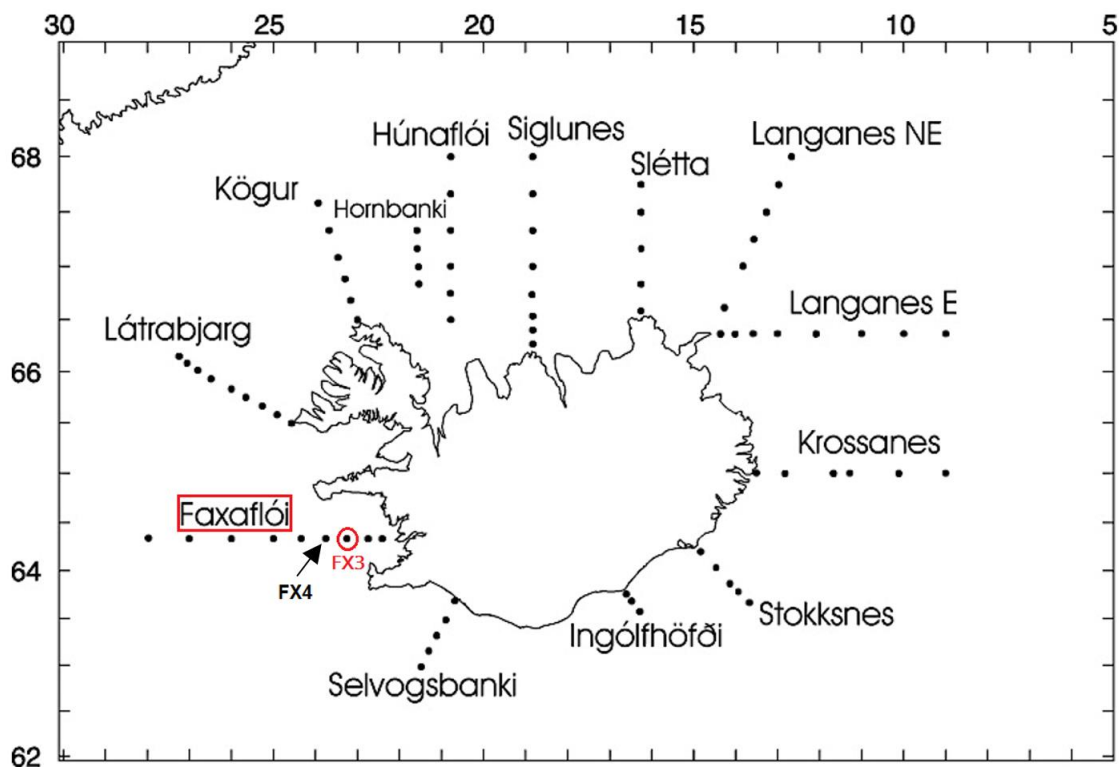 30 25 20 15 10 5
Húnaflói Siglunes Langanes NE
68
Slétta
Kögur
Hornbanki
Langanes E
Látrabjarg
66
Krossanes
Faxaflói
FX3
64
FX4
Stokksnes
Ingólfhöfði
Selvogsbanki
62